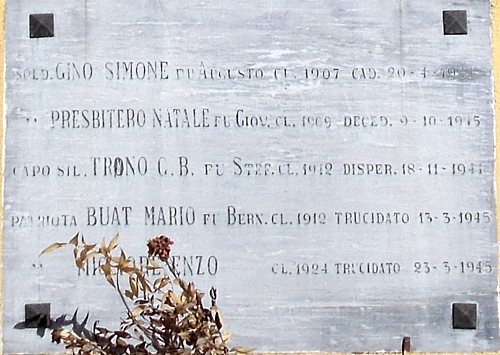 SOLD. GINO SIMONE FU AUGUSTO CL. 1907 CAD. 20-4-1944
" PRESBITERO NATALE FU GIOV. CL. 1909 DECED. 9-10-1945
CAPO SIL. TRONO G.B. FU STEF. CL. 1912 DISPER. 18-11-1941
PATRIOTA BUAT MARIO FU BERN. CL. 1912 TRUCIDATO 13-3-1945
" ENZO CL. 1924 TRUCIDATO 23-3-1945